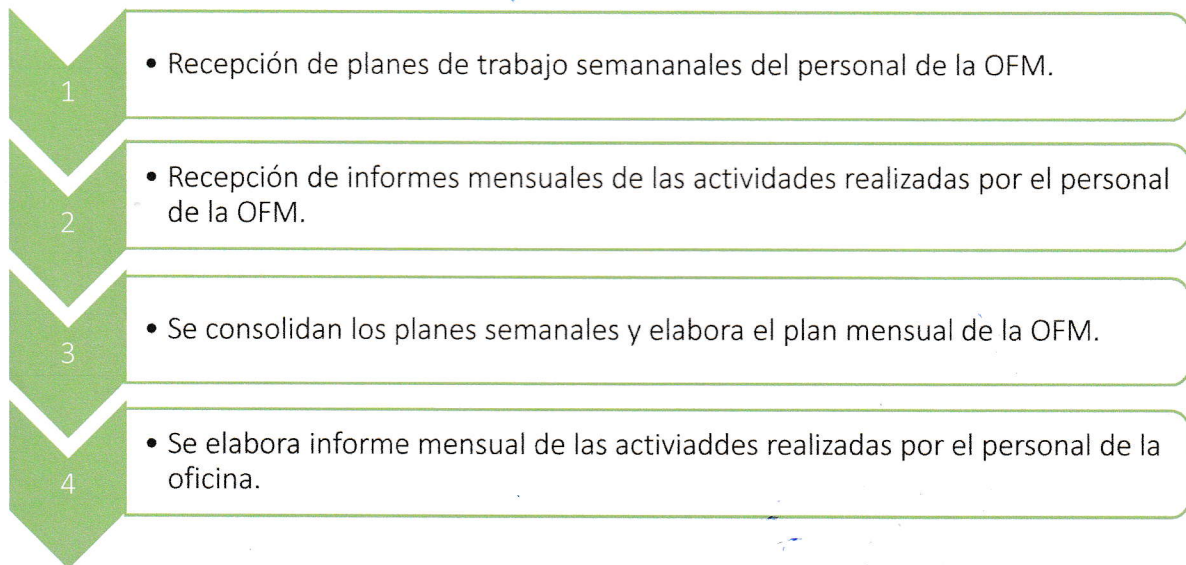 1
• Recepción de planes de trabajo semananales del personal de la OFM.
2
• Recepción de informes mensuales de las actividades realizadas por el personal
de la OFM.
3
• Se consolidan los planes semanales y elabora el plan mensual de la OFM.
4
• Se elabora informe mensual de las activiaddes realizadas por el personal de la
oficina.